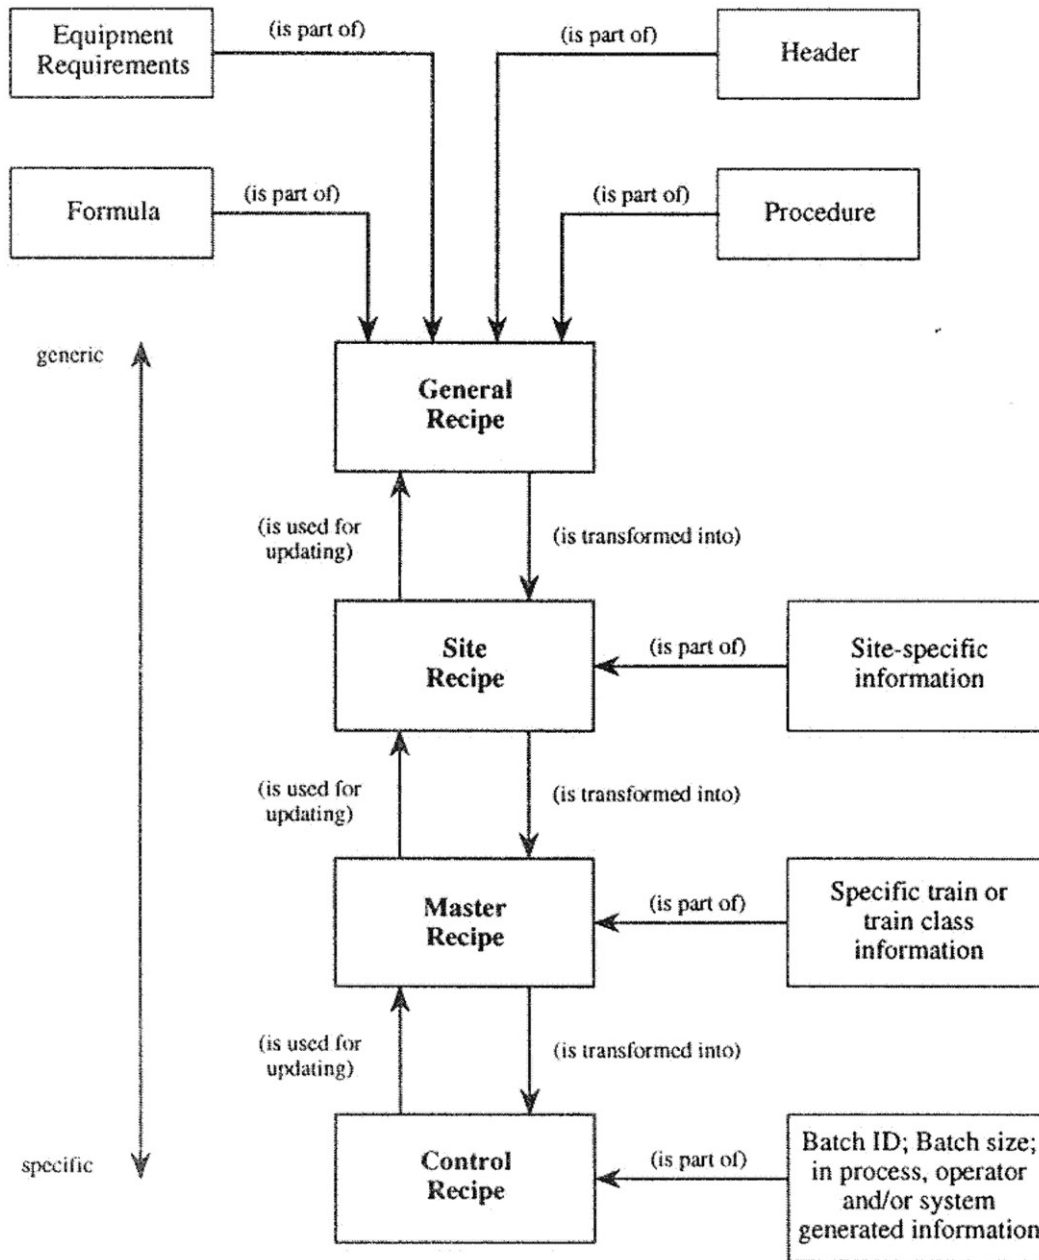 Equipment
Requirements
(is part of)
(is part of)
Header
Formula
(is part of)
(is part of)
Procedure
generic
General
Recipe
(is used for
updating)
(is transformed into)
Site
Recipe
(is part of)
Site-specific
information
(is used for
updating)
(is transformed into)
Master
Recipe
(is part of)
Specific train or
train class
information
(is used for
updating)
(is transformed into)
specific
Control
Recipe
(is part of)
Batch ID; Batch size;
in process, operator
and/or system
generated information